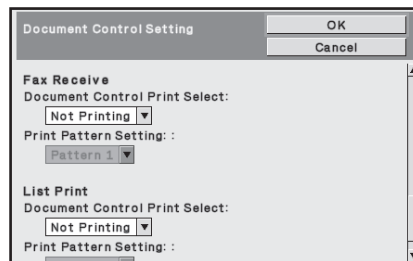 Document Control Setting
OK
Cancel
Fax Receive
Document Control Print Select:
Not Printing
Print Pattern Setting: :
Pattern 1
List Print
Document Control Print Select:
Not Printing
Print Pattern Setting: :